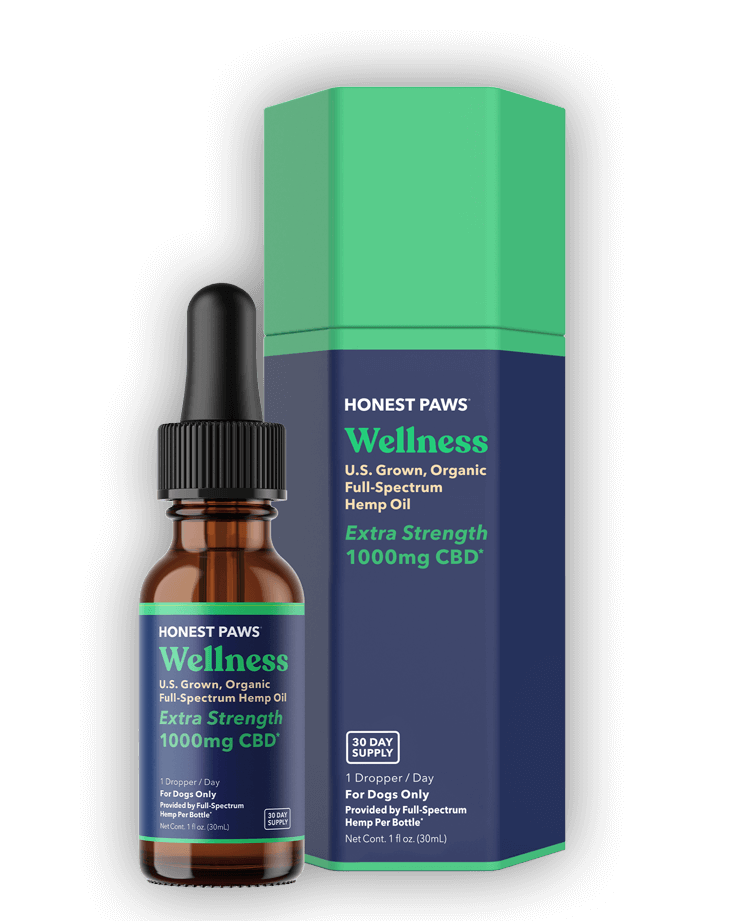 HONEST PAWS
Wellness
U.S. Grown, Organic
Full-Spectrum
Hemp Oil
Extra Strength
1000mg CBD*
30 DAY
SUPPLY
1 Dropper / Day
For Dogs Only
Provided by Full-Spectrum
Hemp Per Bottle*
Net Cont. 1 fl oz. (30mL)
HONEST PAWS
Wellness
U.S. Grown, Organic
Full-Spectrum Hemp Oil
Extra Strength
1000mg CBD*
1 Dropper / Day
For Dogs Only
Provided by Full-Spectrum
Hemp Per Bottle*
Net Cont. 1 fl oz. (30mL)
30 DAY
SUPPLY